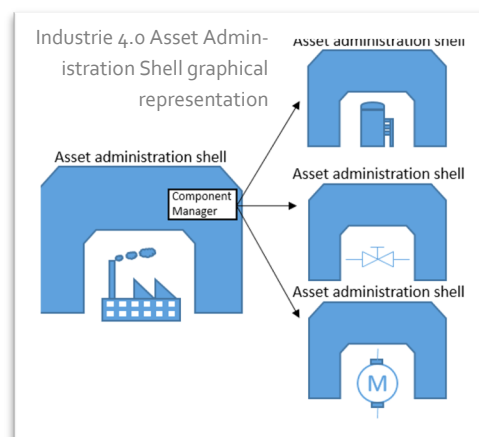 Industrie 4.0 Asset Admin-
istration Shell graphical
representation
Asset administration shell
Asset administration shell
Component
Manager
Asset administration shell
Asset administration shell
M